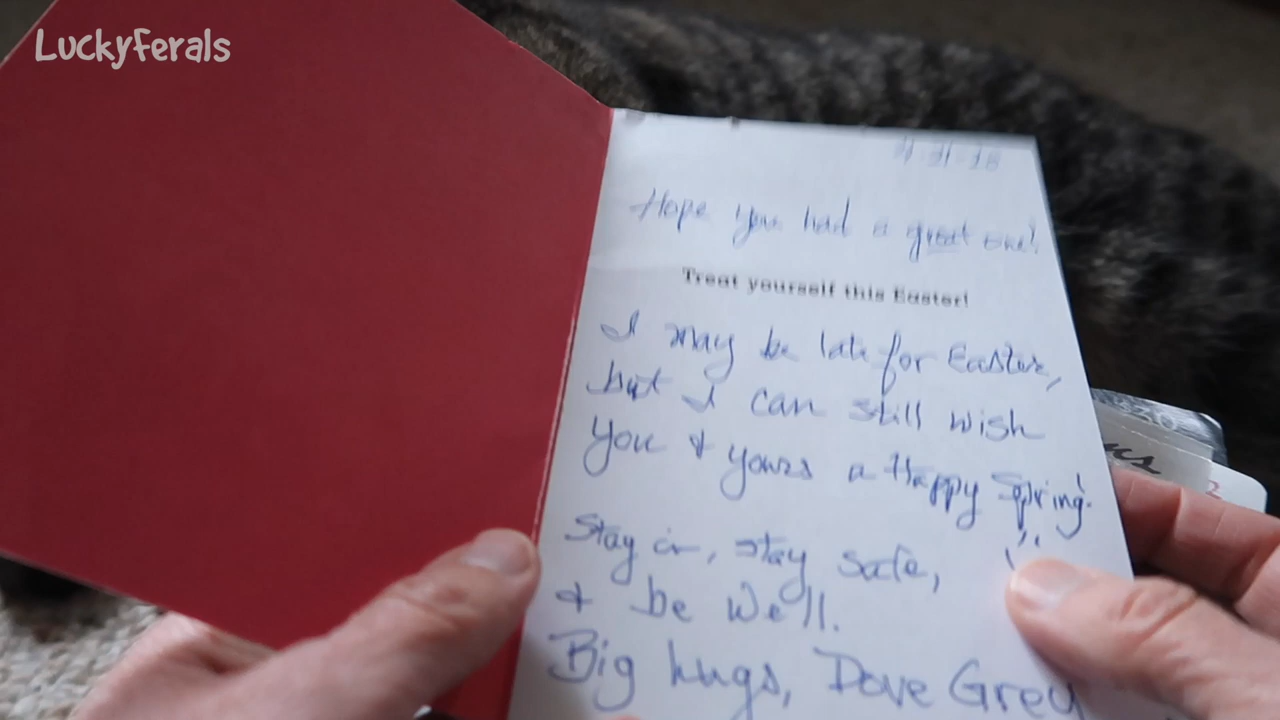 LuckyFerals
Hope you had a great one!
Treat yourself this Easter!
I may be late for Easter,
but I can still wish
you & yours a Happy Spring!
Stay in, stay safe,
& be well.
Big hugs, Dove Grey